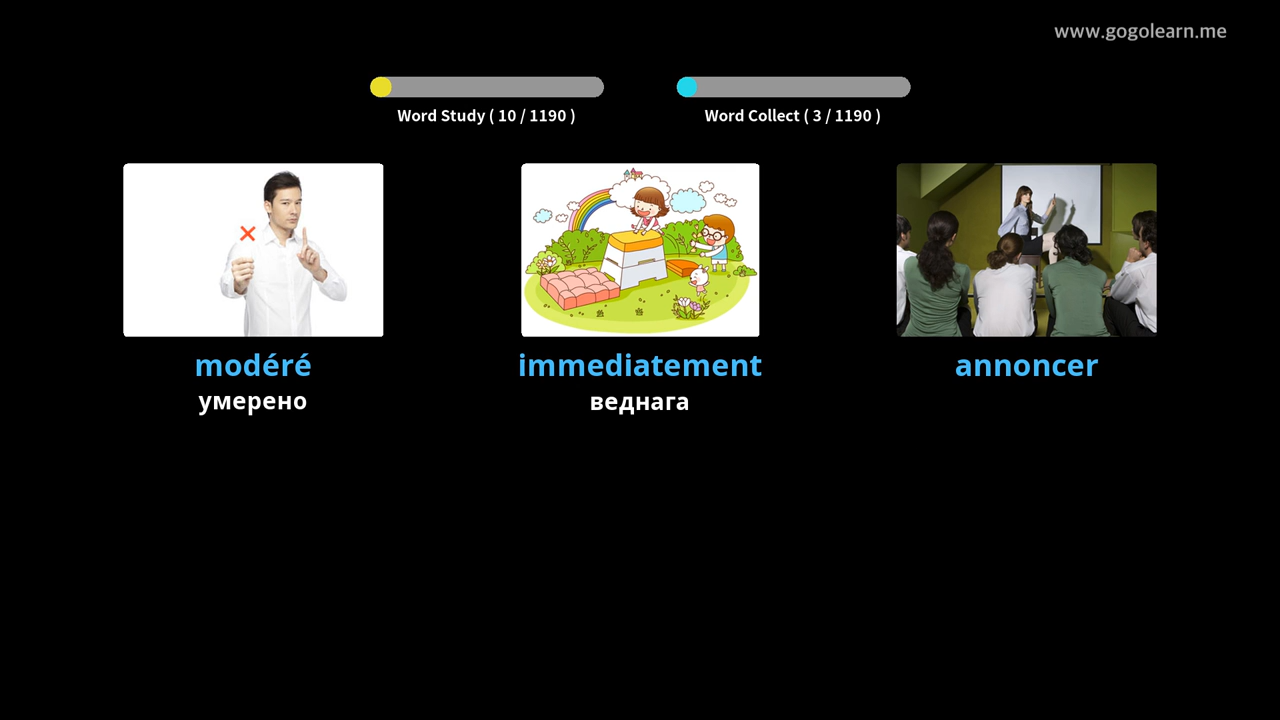 www.gogolearn.me
Word Study ( 10 / 1190 )
Word Collect ( 3 / 1190 )
modéré
умерено
immediatement
веднага
annoncer